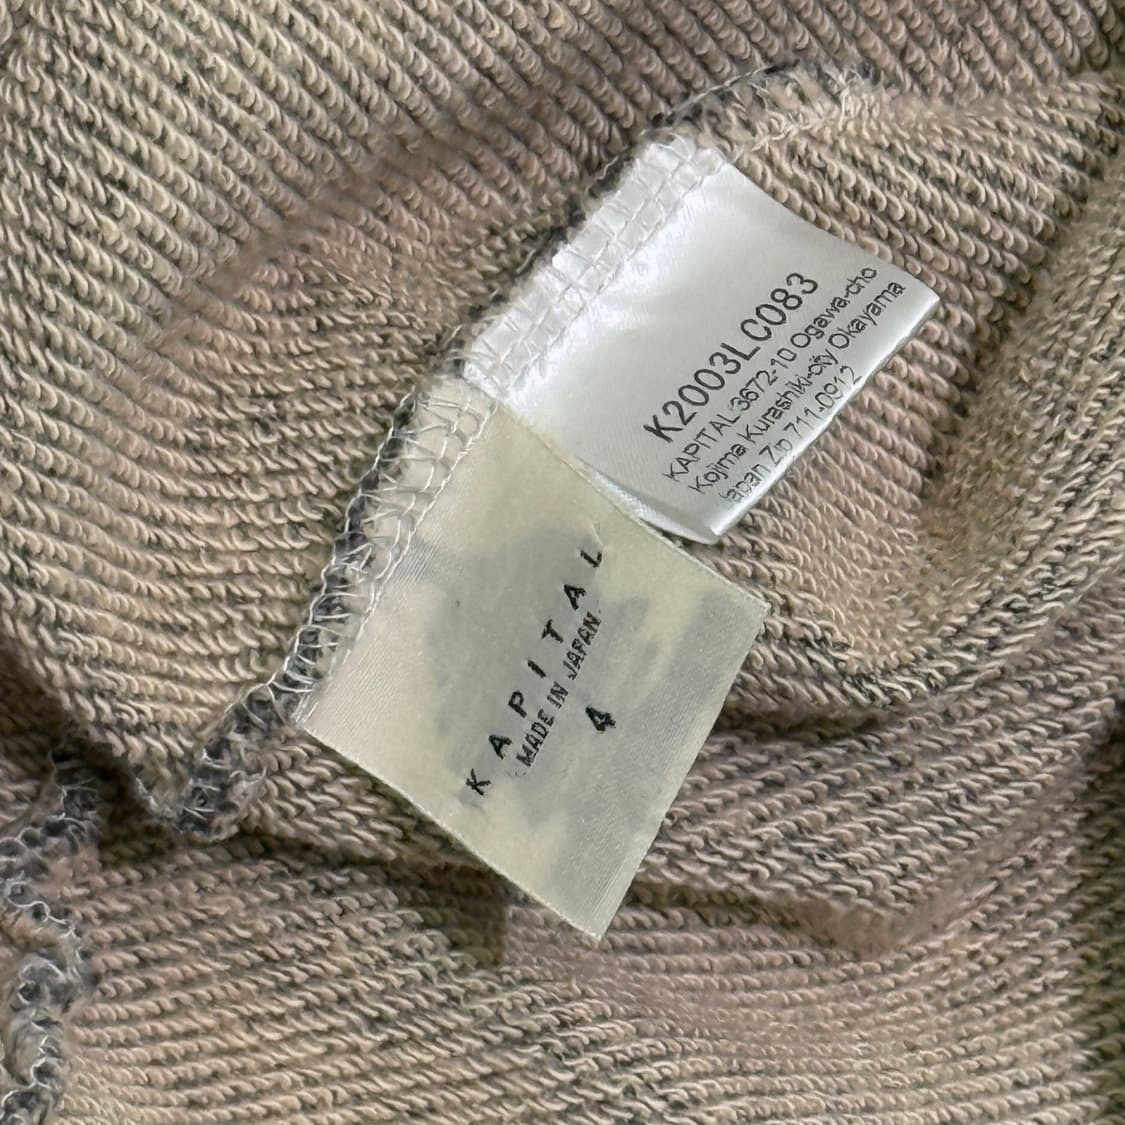 K2003LC083
KAPITAL 3672-10 Ogawa-cho
Kojima Kurashiki-city Okayama
Japan Zip 711-0912
KAPITAL
MADE IN JAPAN
4